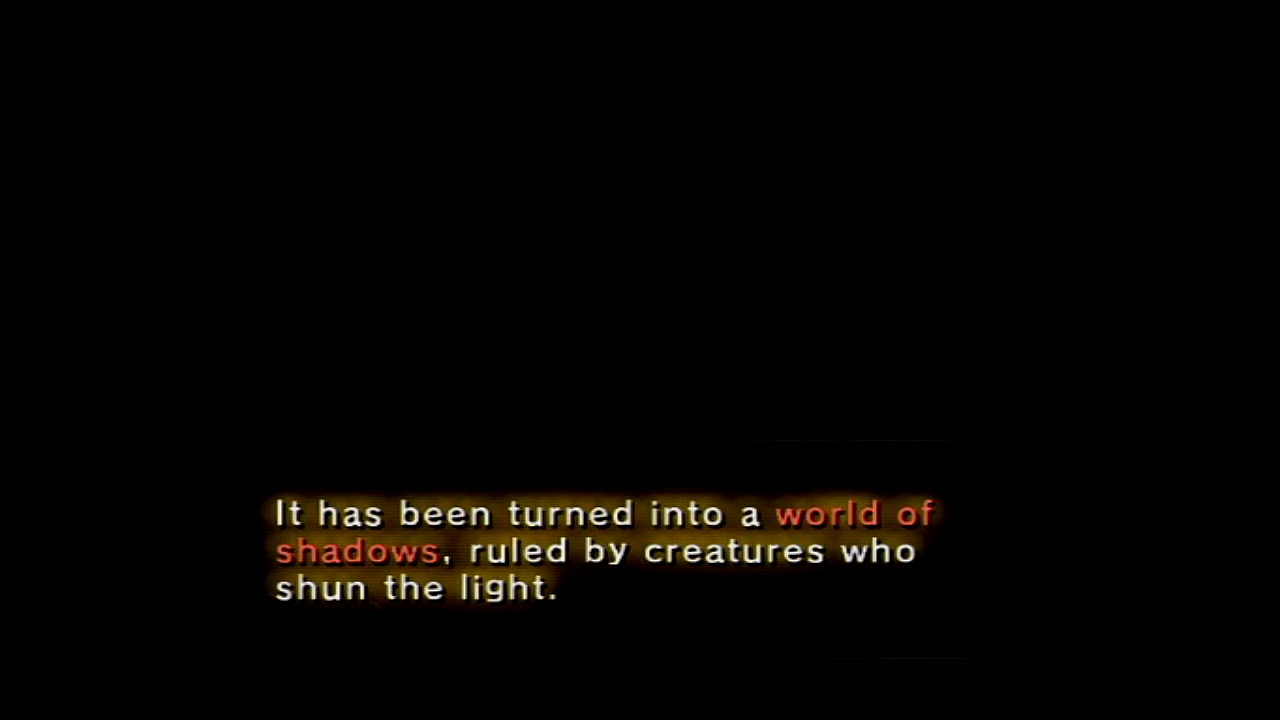 It has been turned into a world of
shadows, ruled by creatures who
shun the light.